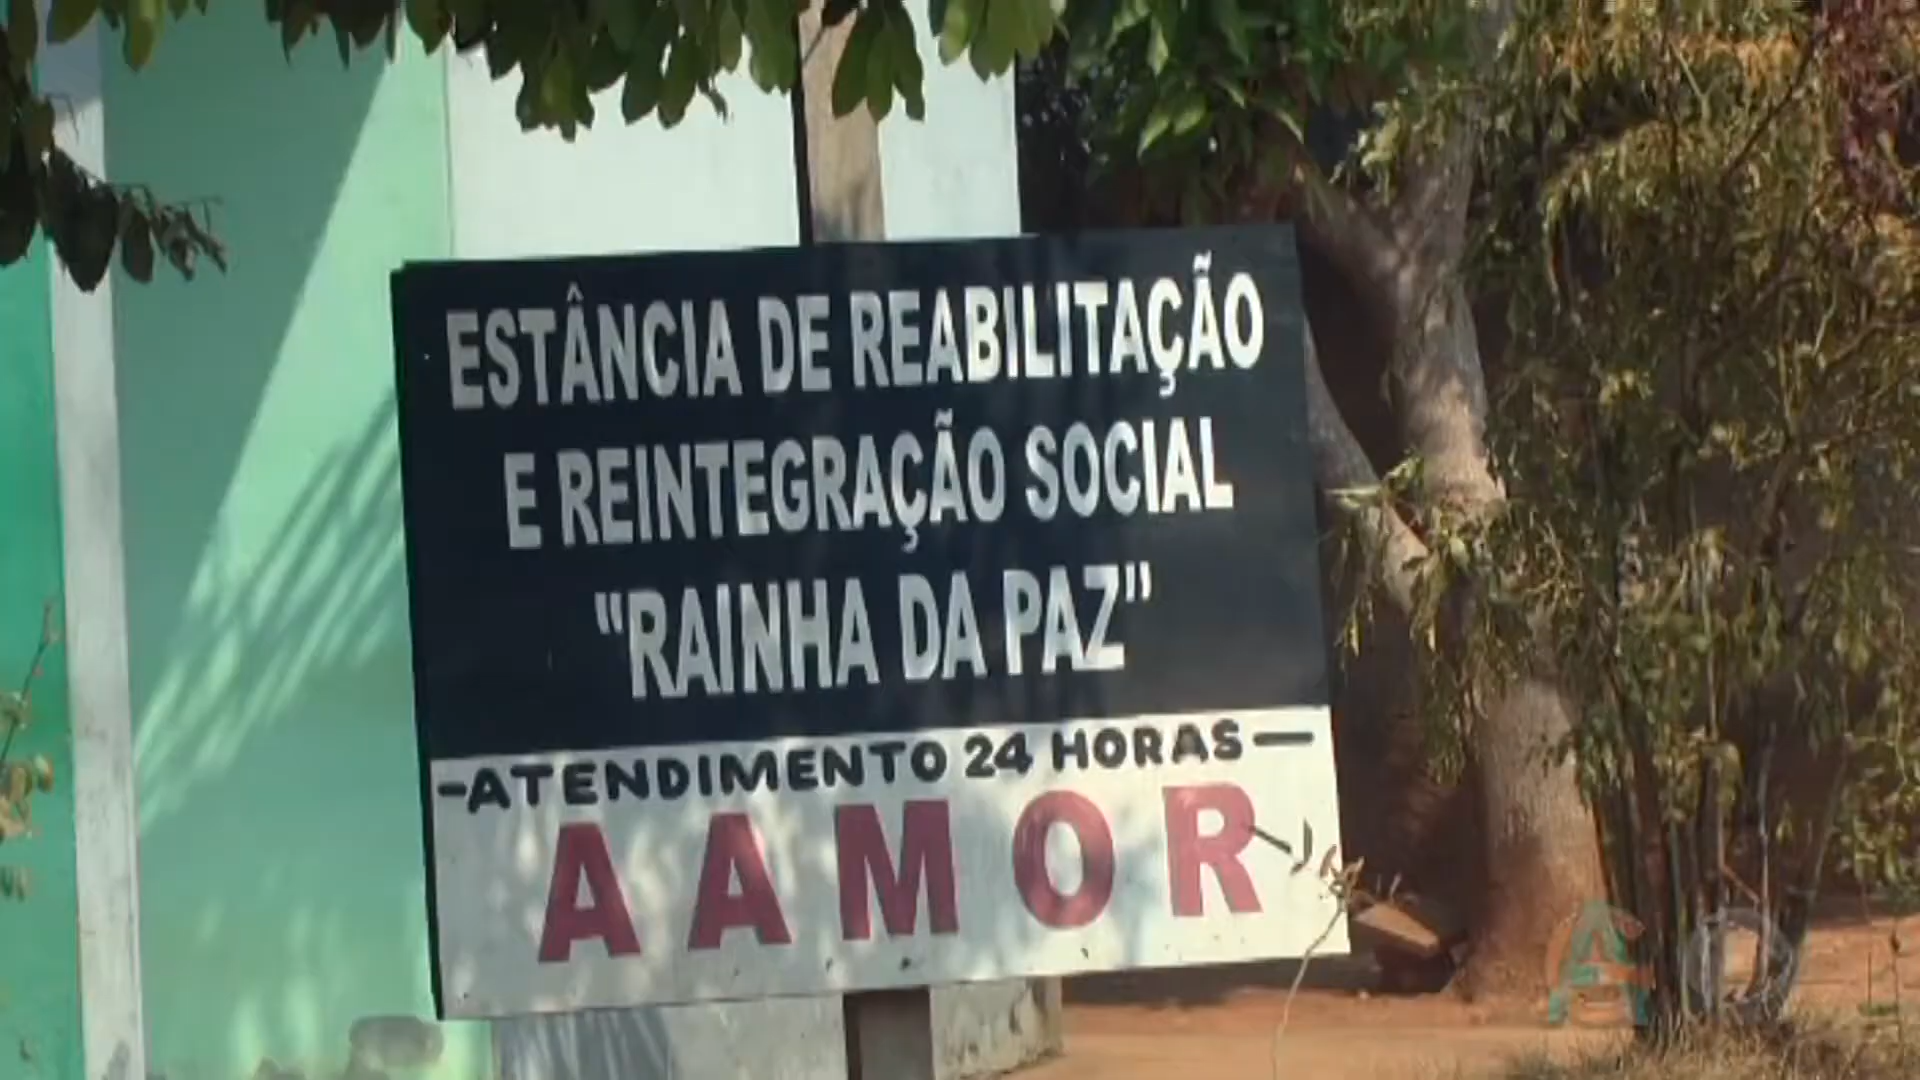 ESTÂNCIA DE REABILITAÇÃO
E REINTEGRAÇÃO SOCIAL
"RAINHA DA PAZ"
-ATENDIMENTO 24 HORAS-
AAMOR